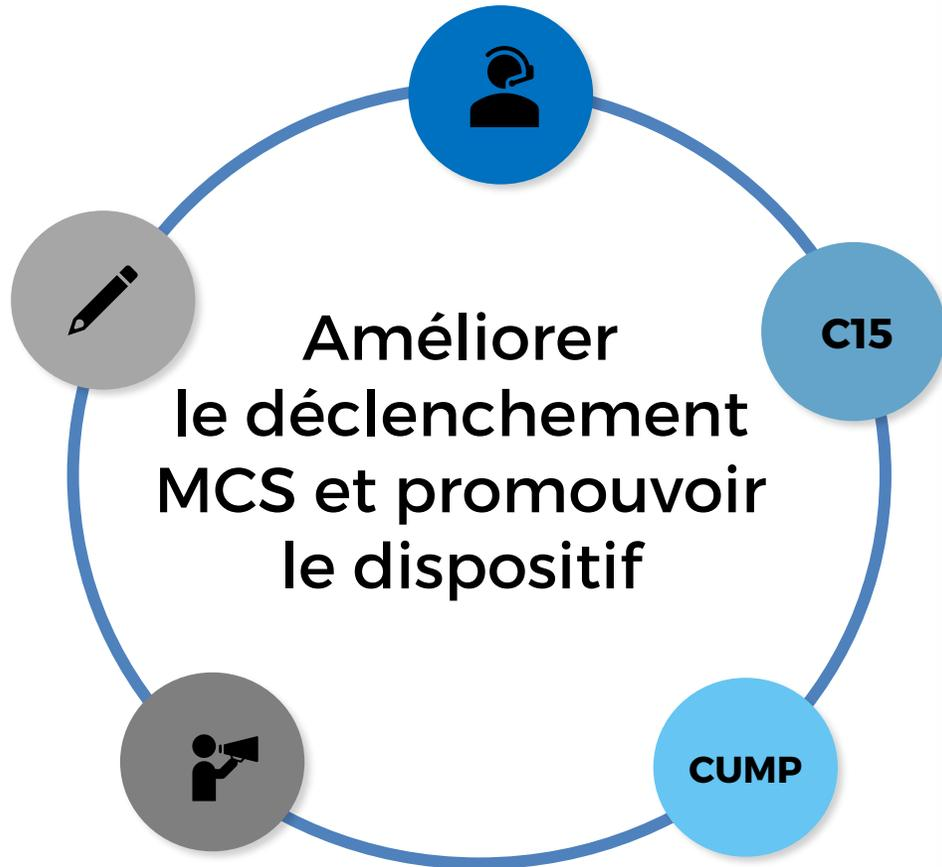 C15
Améliorer
le déclenchement
MCS et promouvoir
le dispositif
CUMP